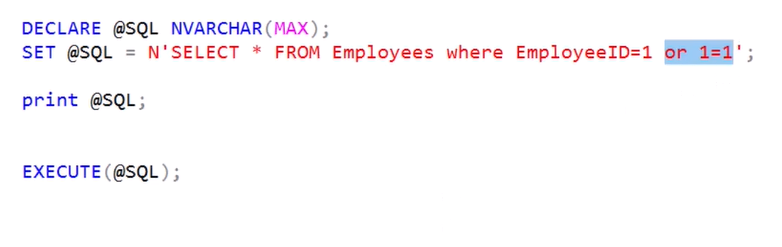 DECLARE @SQL NVARCHAR(MAX);
SET @SQL = N'SELECT * FROM Employees where EmployeeID=1 or 1=1';
print @SQL;
EXECUTE(@SQL);